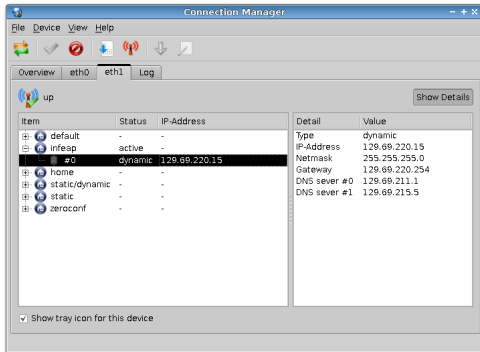 Connection Manager
File Device View Help
Overview eth0 eth1 Log
up
Show Details
Item Status IP-Address
default - -
infeap active -
#0 dynamic 129.69.220.15
home - -
static/dynamic - -
static - -
zeroconf - -
Detail Value
Type dynamic
IP-Address 129.69.220.15
Netmask 255.255.255.0
Gateway 129.69.220.254
DNS sever #0 129.69.211.1
DNS sever #1 129.69.215.5
Show tray icon for this device